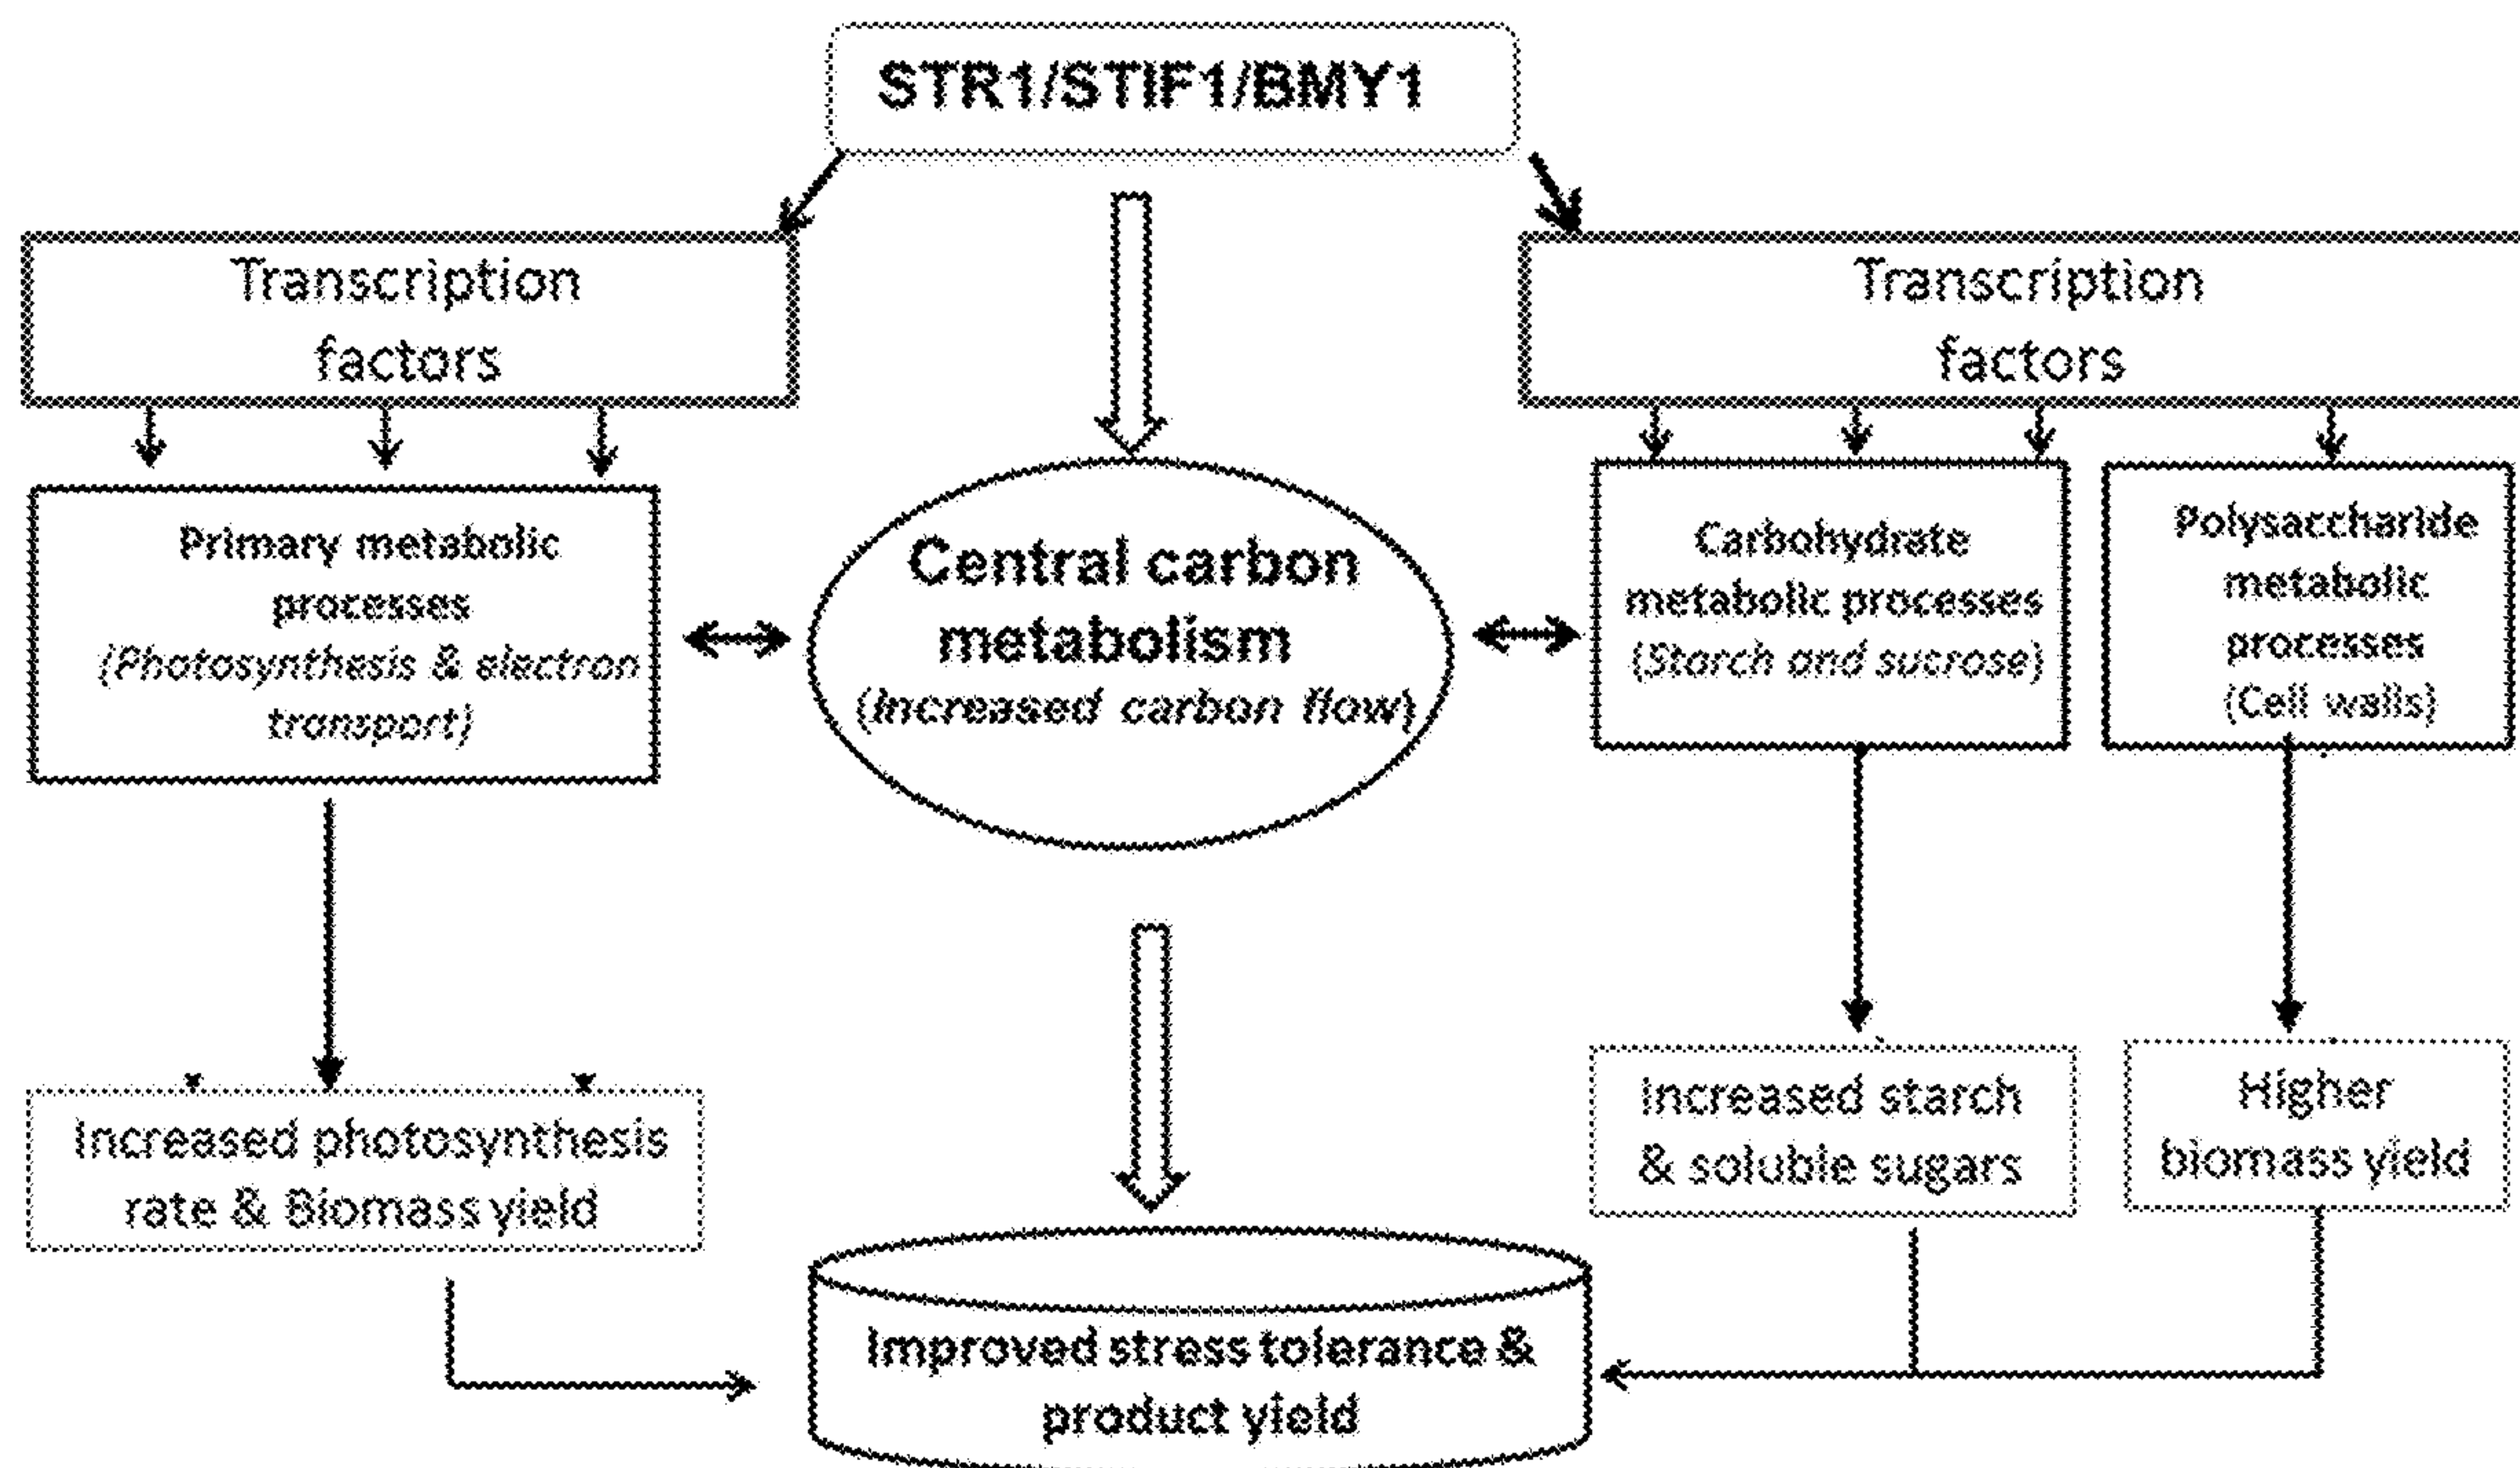 STR1/STIF1/BMY1
Transcription
factors
Transcription
factors
Primary metabolic
processes
(Photosynthesis & electron
transport)
Central carbon
metabolism
(Increased carbon flow)
Carbohydrate
metabolic processes
(Starch and sucrose)
Polysaccharide
metabolic
processes
(Cell walls)
Increased photosynthesis
rate & Biomass yield
Increased starch
& soluble sugars
Higher
biomass yield
Improved stress tolerance &
product yield